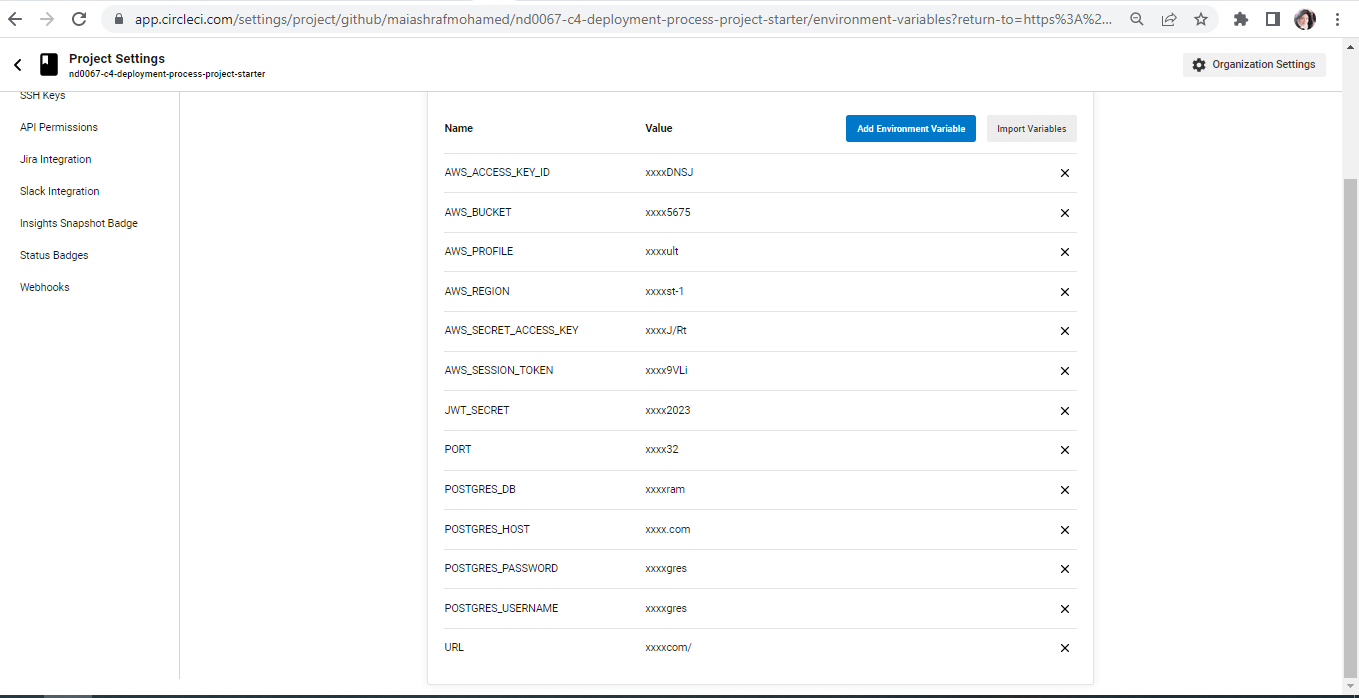 app.circleci.com/settings/project/github/maiashrafmohamed/nd0067-c4-deployment-process-project-starter/environment-variables?return-to=https%3A%2...
Project Settings
nd0067-c4-deployment-process-project-starter
Organization Settings
SSH Keys
API Permissions
Jira Integration
Slack Integration
Insights Snapshot Badge
Status Badges
Webhooks
Name Value Add Environment Variable Import Variables
AWS_ACCESS_KEY_ID xxxxDNSJ
AWS_BUCKET xxxx5675
AWS_PROFILE xxxxult
AWS_REGION xxxxst-1
AWS_SECRET_ACCESS_KEY xxxxJ/Rt
AWS_SESSION_TOKEN xxxx9VLi
JWT_SECRET xxxx2023
PORT xxxx32
POSTGRES_DB xxxxram
POSTGRES_HOST xxxx.com
POSTGRES_PASSWORD xxxxgres
POSTGRES_USERNAME xxxxgres
URL xxxxcom/